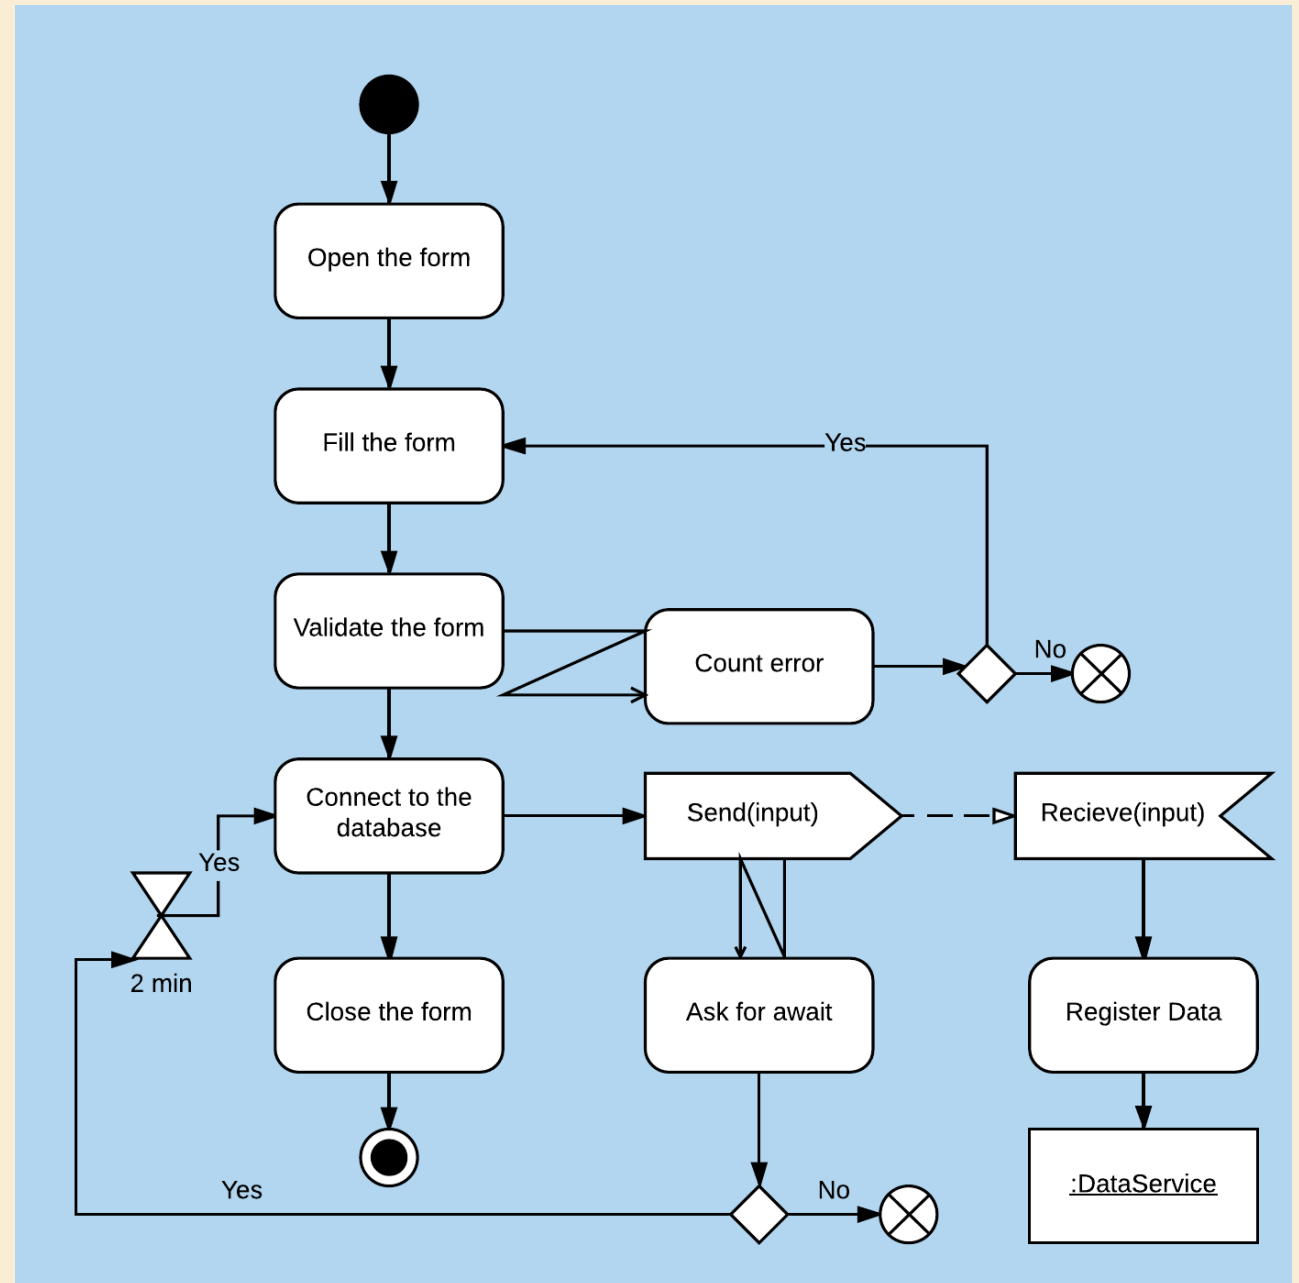 Open the form
Fill the form
Yes
Validate the form
Count error
No
Connect to the
database
Send(input)
Recieve(input)
Yes
2 min
Close the form
Ask for await
Register Data
Yes
No
:DataService